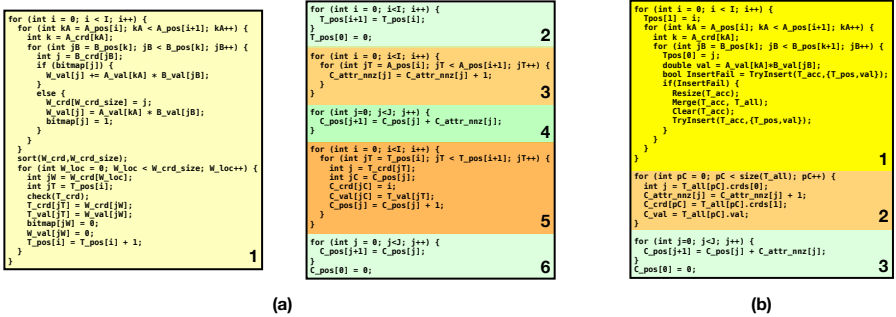 for (int i = 0; i < I; i++) {
for (int kA = A_pos[i]; kA < A_pos[i+1]; kA++) {
int k = A_crd[kA];
for (int jB = B_pos[k]; jB < B_pos[k]; jB++) {
int j = B_crd[jB];
if (bitmap[j]) {
W_val[j] += A_val[kA] * B_val[jB];
}
else {
W_crd[W_crd_size] = j;
W_val[j] = A_val[kA] * B_val[jB];
bitmap[j] = 1;
}
}
}
sort(W_crd,W_crd_size);
for (int W_loc = 0; W_loc < W_crd_size; W_loc++) {
int jW = W_crd[W_loc];
int jT = T_pos[i];
check(T_crd);
T_crd[jT] = W_crd[jW];
T_val[jT] = W_val[jW];
bitmap[jW] = 0;
W_val[jW] = 0;
T_pos[i] = T_pos[i] + 1;
}
}
1
for (int i = 0; i<I; i++) {
T_pos[i+1] = T_pos[i];
}
T_pos[0] = 0;
2
for (int i = 0; i<I; i++) {
for (int jT = A_pos[i]; jT < A_pos[i+1]; jT++) {
C_attr_nnz[j] = C_attr_nnz[j] + 1;
}
}
3
for (int j=0; j<J; j++) {
C_pos[j+1] = C_pos[j] + C_attr_nnz[j];
}
4
for (int i = 0; i<I; i++) {
for (int jT = T_pos[i]; jT < T_pos[i+1]; jT++) {
int j = T_crd[jT];
int jC = C_pos[j];
C_crd[jC] = i;
C_val[jC] = T_val[jT];
C_pos[j] = C_pos[j] + 1;
}
}
5
for (int j = 0; j<J; j++) {
C_pos[j+1] = C_pos[j];
}
C_pos[0] = 0;
6
(a)
for (int i = 0; i < I; i++) {
Tpos[1] = i;
for (int kA = A_pos[i]; kA < A_pos[i+1]; kA++) {
int k = A_crd[kA];
for (int jB = B_pos[k]; jB < B_pos[k+1]; jB++) {
Tpos[0] = j;
double val = A_val[kA]*B_val[jB];
bool InsertFail = TryInsert(T_acc,{T_pos,val});
if(InsertFail) {
Resize(T_acc);
Merge(T_acc, T_all);
Clear(T_acc);
TryInsert(T_acc,{T_pos,val});
}
}
}
}
1
for (int pC = 0; pC < size(T_all); pC++) {
int j = T_all[pC].crds[0];
C_attr_nnz[j] = C_attr_nnz[j] + 1;
C_crd[pC] = T_all[pC].crds[1];
C_val = T_all[pC].val;
}
2
for (int j=0; j<J; j++) {
C_pos[j+1] = C_pos[j] + C_attr_nnz[j];
}
C_pos[0] = 0;
3
(b)